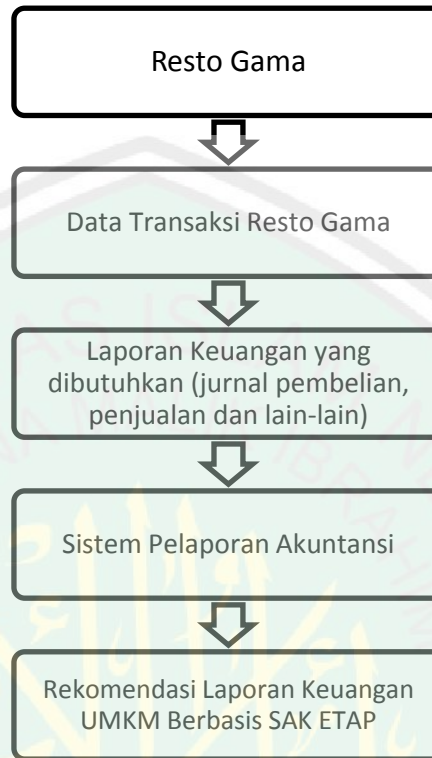 Resto Gama
Data Transaksi Resto Gama
Laporan Keuangan yang
dibutuhkan (jurnal pembelian,
penjualan dan lain-lain)
Sistem Pelaporan Akuntansi
Rekomendasi Laporan Keuangan
UMKM Berbasis SAK ETAP